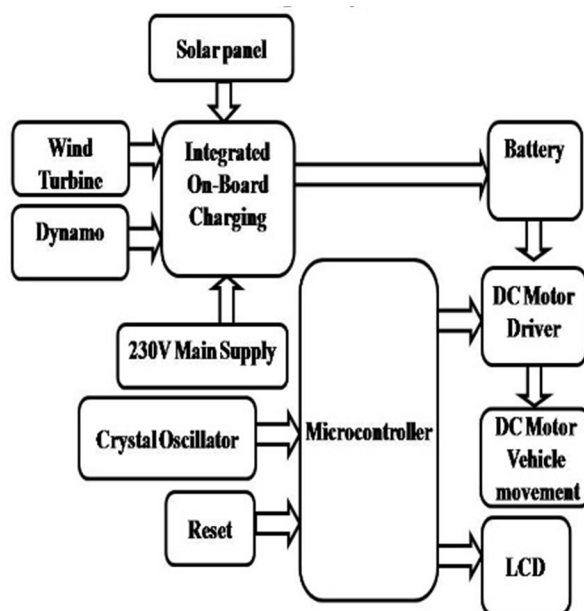 Solar panel
Wind
Turbine
Integrated
On-Board
Charging
Battery
Dynamo
DC Motor
Driver
230V Main Supply
Microcontroller
Crystal Oscillator
DC Motor
Vehicle
movement
Reset
LCD